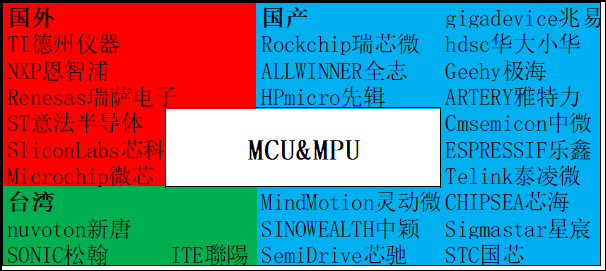 国外
TI德州仪器
NXP恩智浦
Renesas瑞萨电子
ST意法半导体
SliconLabs芯科
Microchip微芯
台湾
nuvoton新唐
SONIC松翰 ITE聯陽
国产
Rockchip瑞芯微
ALLWINNER全志
HPmicro先辑
MCU&MPU
MindMotion灵动微
SINOWEALTH中颖
SemiDrive芯驰
gigadevice兆易
hdsc华大小华
Geehy极海
ARTERY雅特力
Cmsemicon中微
ESPRESSIF乐鑫
Telink泰凌微
CHIPSEA芯海
Sigmastar星宸
STC国芯